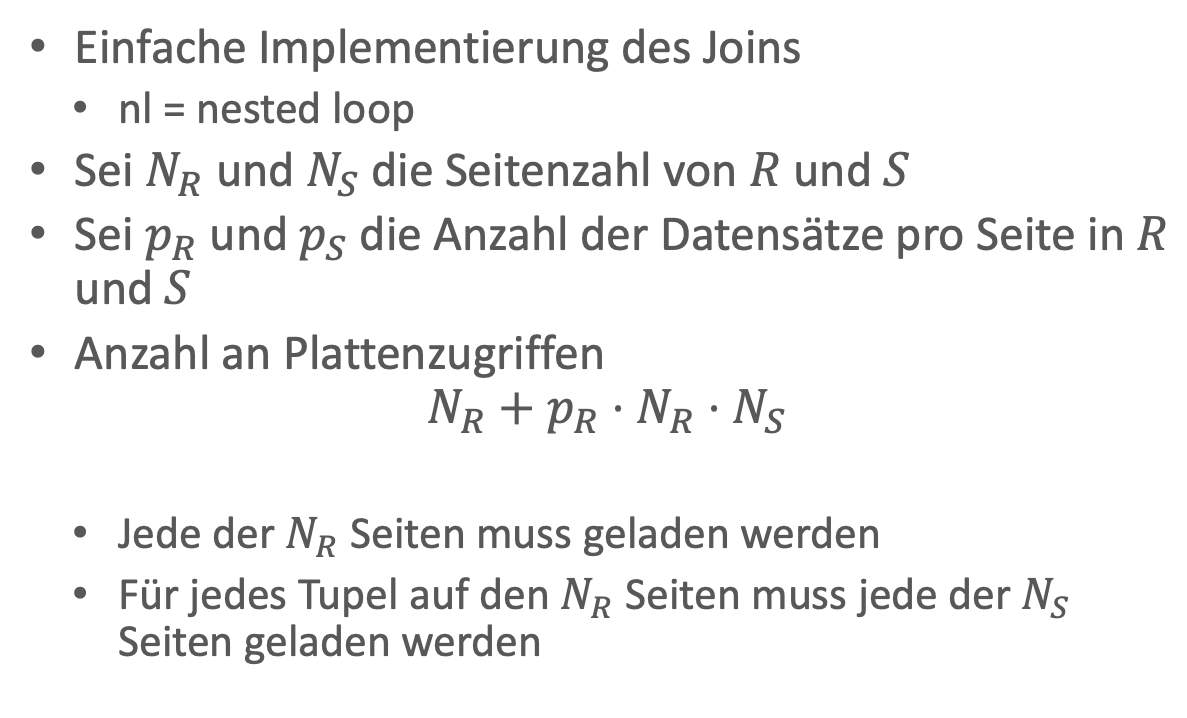 • Einfache Implementierung des Joins
• nl = nested loop
• Sei $N_R$ und $N_S$ die Seitenzahl von $R$ und $S$
• Sei $p_R$ und $p_S$ die Anzahl der Datensätze pro Seite in $R$
und $S$
• Anzahl an Plattenzugriffen
$N_R + p_R \cdot N_R \cdot N_S$
• Jede der $N_R$ Seiten muss geladen werden
• Für jedes Tupel auf den $N_R$ Seiten muss jede der $N_S$
Seiten geladen werden